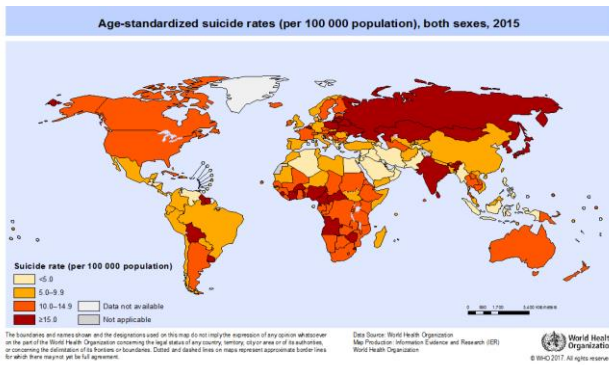 Age-standardized suicide rates (per 100 000 population), both sexes, 2015
Suicide rate (per 100 000 population)
<5.0
5.0–9.9
10.0–14.9
≥15.0
Data not available
Not applicable
The boundaries and names shown and the designations used on this map do not imply the expression of any opinion whatsoever
on the part of the World Health Organization concerning the legal status of any country, territory, city or area or of its authorities,
or concerning the delimitation of its frontiers or boundaries. Dotted and dashed lines on maps represent approximate border lines
for which there may not yet be full agreement.
Data Source: World Health Organization
Map Production: Information Evidence and Research (IER)
World Health Organization
World Health
Organization
© WHO 2017. All rights reserved